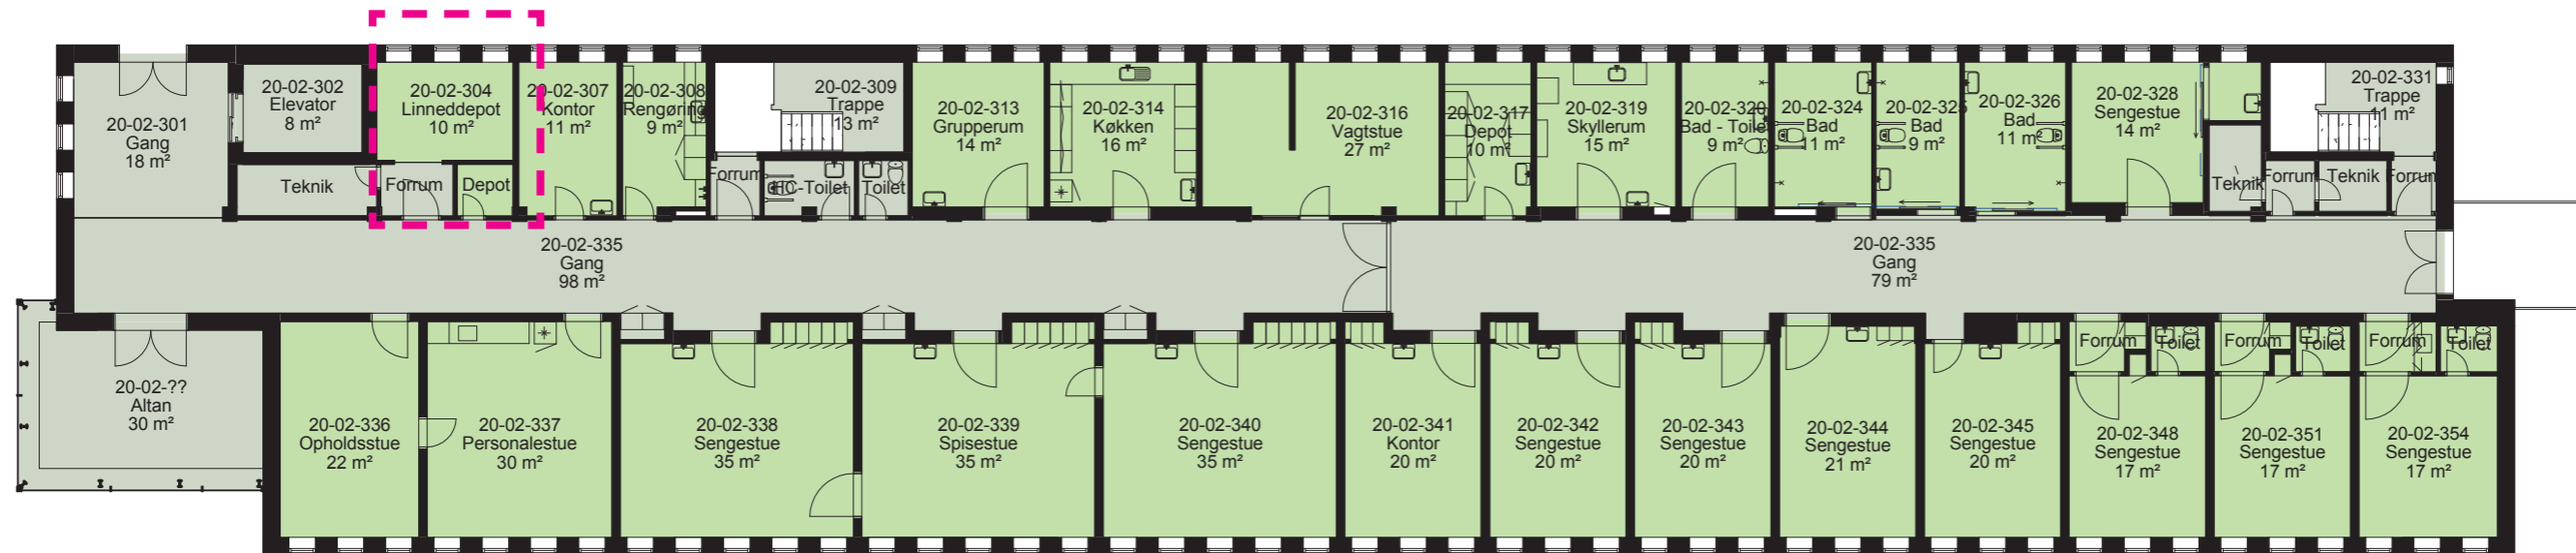 20-02-301
Gang
18 m²
20-02-302
Elevator
8 m²
Teknik
20-02-304
Linneddepot
10 m²
Forrum
Depot
20-02-307
Kontor
11 m²
20-02-308
Rengøring
9 m²
20-02-309
Trappe
13 m²
Forrum
HC-Toilet
Toilet
20-02-313
Grupperum
14 m²
20-02-314
Køkken
16 m²
20-02-316
Vagtstue
27 m²
20-02-317
Depot
10 m²
20-02-319
Skyllerum
15 m²
20-02-320
Bad - Toilet
9 m²
20-02-324
Bad
11 m²
20-02-325
Bad
9 m²
20-02-326
Bad
11 m²
20-02-328
Sengestue
14 m²
Teknik
Forrum
Teknik
Forrum
20-02-331
Trappe
11 m²
20-02-335
Gang
98 m²
20-02-335
Gang
79 m²
20-02-??
Altan
30 m²
20-02-336
Opholdsstue
22 m²
20-02-337
Personalestue
30 m²
20-02-338
Sengestue
35 m²
20-02-339
Spisestue
35 m²
20-02-340
Sengestue
35 m²
20-02-341
Kontor
20 m²
20-02-342
Sengestue
20 m²
20-02-343
Sengestue
20 m²
20-02-344
Sengestue
21 m²
20-02-345
Sengestue
20 m²
Forrum
Toilet
20-02-348
Sengestue
17 m²
Forrum
Toilet
20-02-351
Sengestue
17 m²
Forrum
Toilet
20-02-354
Sengestue
17 m²